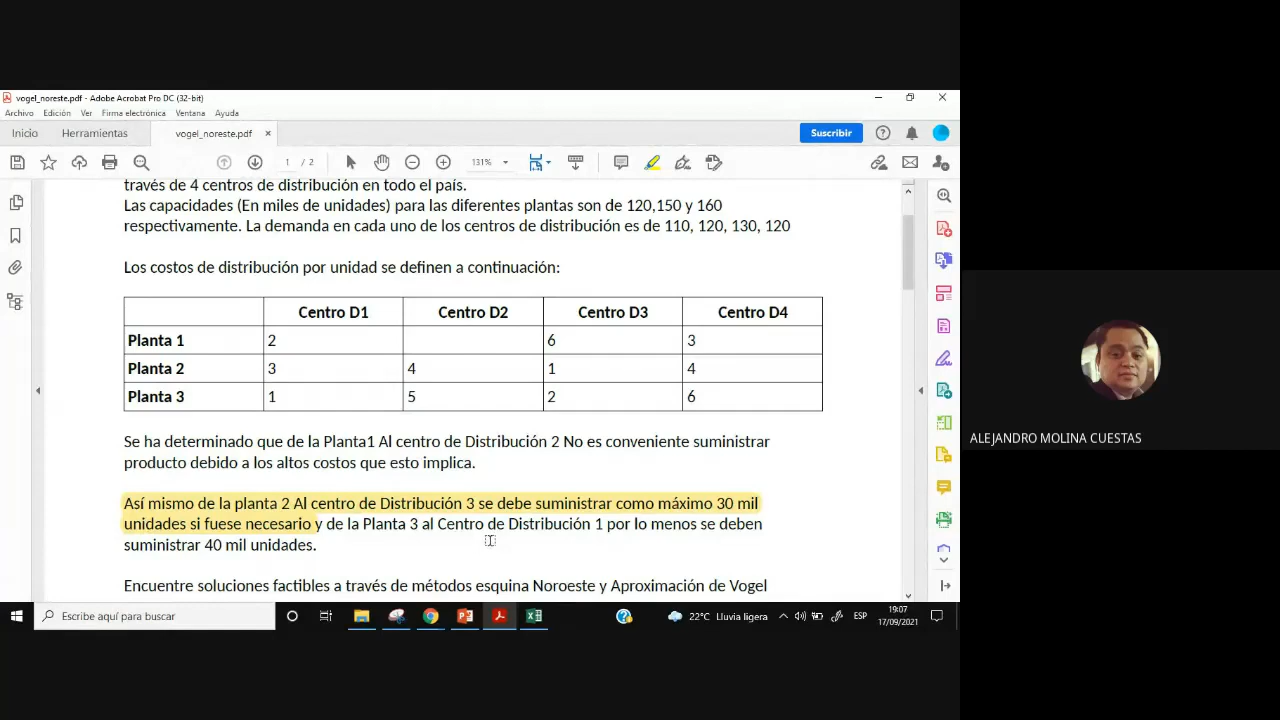 vogel_noreste.pdf - Adobe Acrobat Pro DC (32-bit)
Archivo Edición Ver Firma electrónica Ventana Ayuda
Inicio Herramientas vogel_noreste.pdf × Suscribir
1 / 2 131%
través de 4 centros de distribución en todo el país.
Las capacidades (En miles de unidades) para las diferentes plantas son de 120,150 y 160
respectivamente. La demanda en cada uno de los centros de distribución es de 110, 120, 130, 120
Los costos de distribución por unidad se definen a continuación:
Centro D1 Centro D2 Centro D3 Centro D4
Planta 1 2 6 3
Planta 2 3 4 1 4
Planta 3 1 5 2 6
Se ha determinado que de la Planta1 Al centro de Distribución 2 No es conveniente suministrar
producto debido a los altos costos que esto implica.
Así mismo de la planta 2 Al centro de Distribución 3 se debe suministrar como máximo 30 mil
unidades si fuese necesario y de la Planta 3 al Centro de Distribución 1 por lo menos se deben
suministrar 40 mil unidades.
Encuentre soluciones factibles a través de métodos esquina Noroeste y Aproximación de Vogel
ALEJANDRO MOLINA CUESTAS
Escribe aquí para buscar
22°C Lluvia ligera
ESP
19:07
17/09/2021